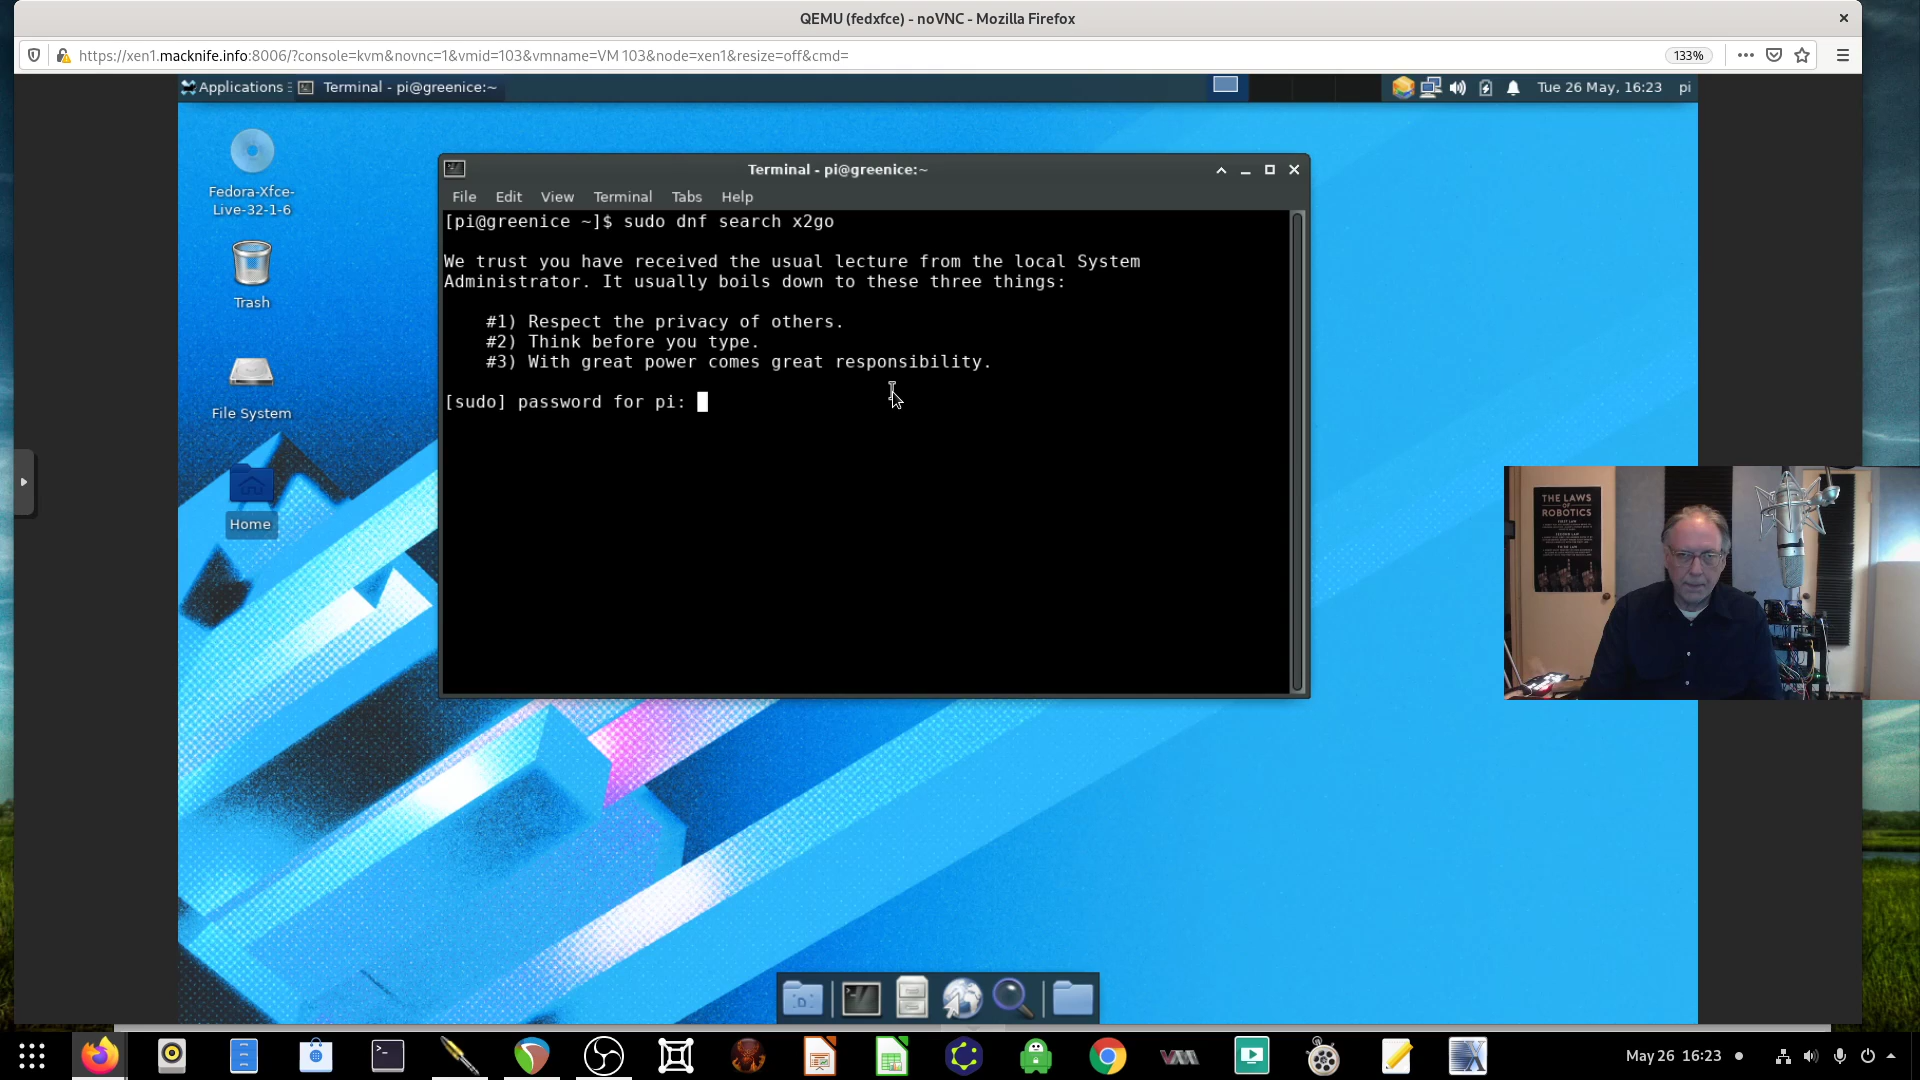 QEMU (fedxfce) - noVNC - Mozilla Firefox
https://xen1.macknife.info:8006/?console=kvm&novnc=1&vmid=103&vmname=VM 103&node=xen1&resize=off&cmd=
133%
Applications
Terminal - pi@greenice:~
Tue 26 May, 16:23
pi
Fedora-Xfce-
Live-32-1-6
Trash
File System
Home
Terminal - pi@greenice:~
File Edit View Terminal Tabs Help
[pi@greenice ~]$ sudo dnf search x2go
We trust you have received the usual lecture from the local System
Administrator. It usually boils down to these three things:
#1) Respect the privacy of others.
#2) Think before you type.
#3) With great power comes great responsibility.
[sudo] password for pi:
THE LAWS
OF
ROBOTICS
FIRST LAW
May 26 16:23